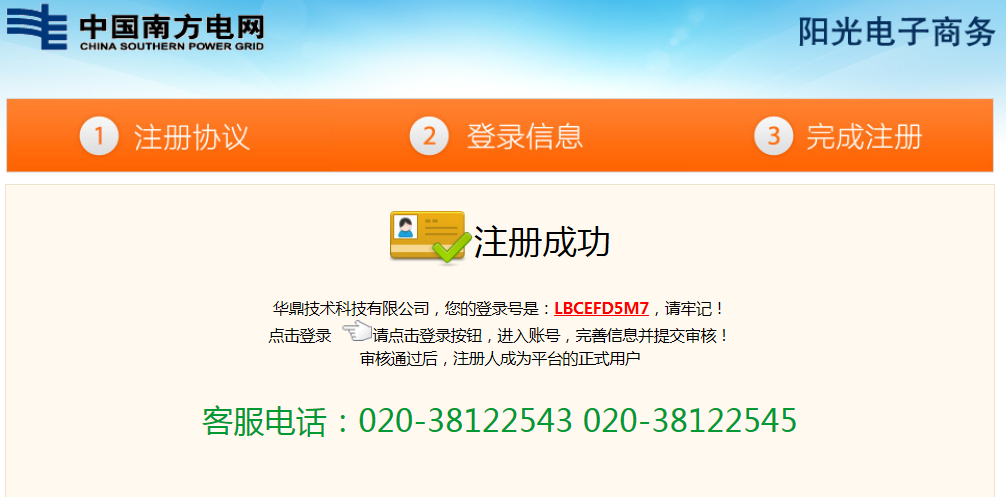 中国南方电网
CHINA SOUTHERN POWER GRID
阳光电子商务
1 注册协议
2 登录信息
3 完成注册
注册成功
华鼎技术科技有限公司，您的登录号是：LBCEFD5M7，请牢记！
点击登录 请点击登录按钮，进入账号，完善信息并提交审核！
审核通过后，注册人成为平台的正式用户
客服电话：020-38122543 020-38122545